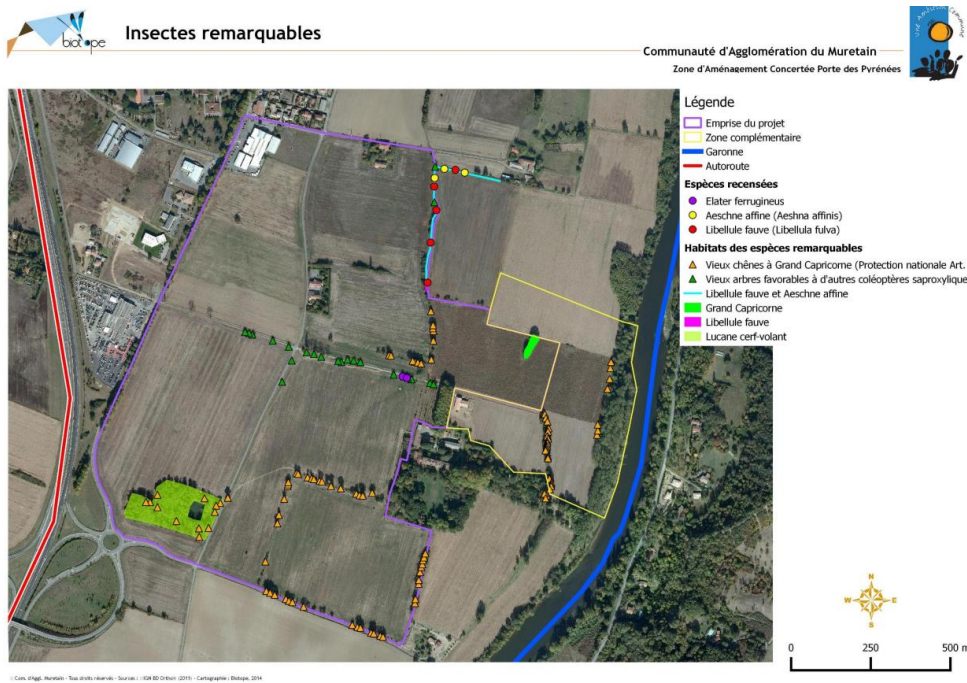 biotope
Insectes remarquables
Communauté d'Agglomération du Muretain
Zone d'Aménagement Concertée Porte des Pyrénées
Légende
Emprise du projet
Zone complémentaire
Garonne
Autoroute
Espèces recensées
Elater ferrugineus
Aeschne affine (Aeshna affinis)
Libellule fauve (Libellula fulva)
Habitats des espèces remarquables
Vieux chênes à Grand Capricorne (Protection nationale Art.
Vieux arbres favorables à d'autres coléoptères saproxylique
Libellule fauve et Aeschne affine
Grand Capricorne
Libellule fauve
Lucane cerf-volant
N
W E
S
0 250 500 m
Com. d'Aggl. Muretain - Tous droits réservés - Sources : IGN BD Ortho (2011) - Cartographie : Biotope, 2014